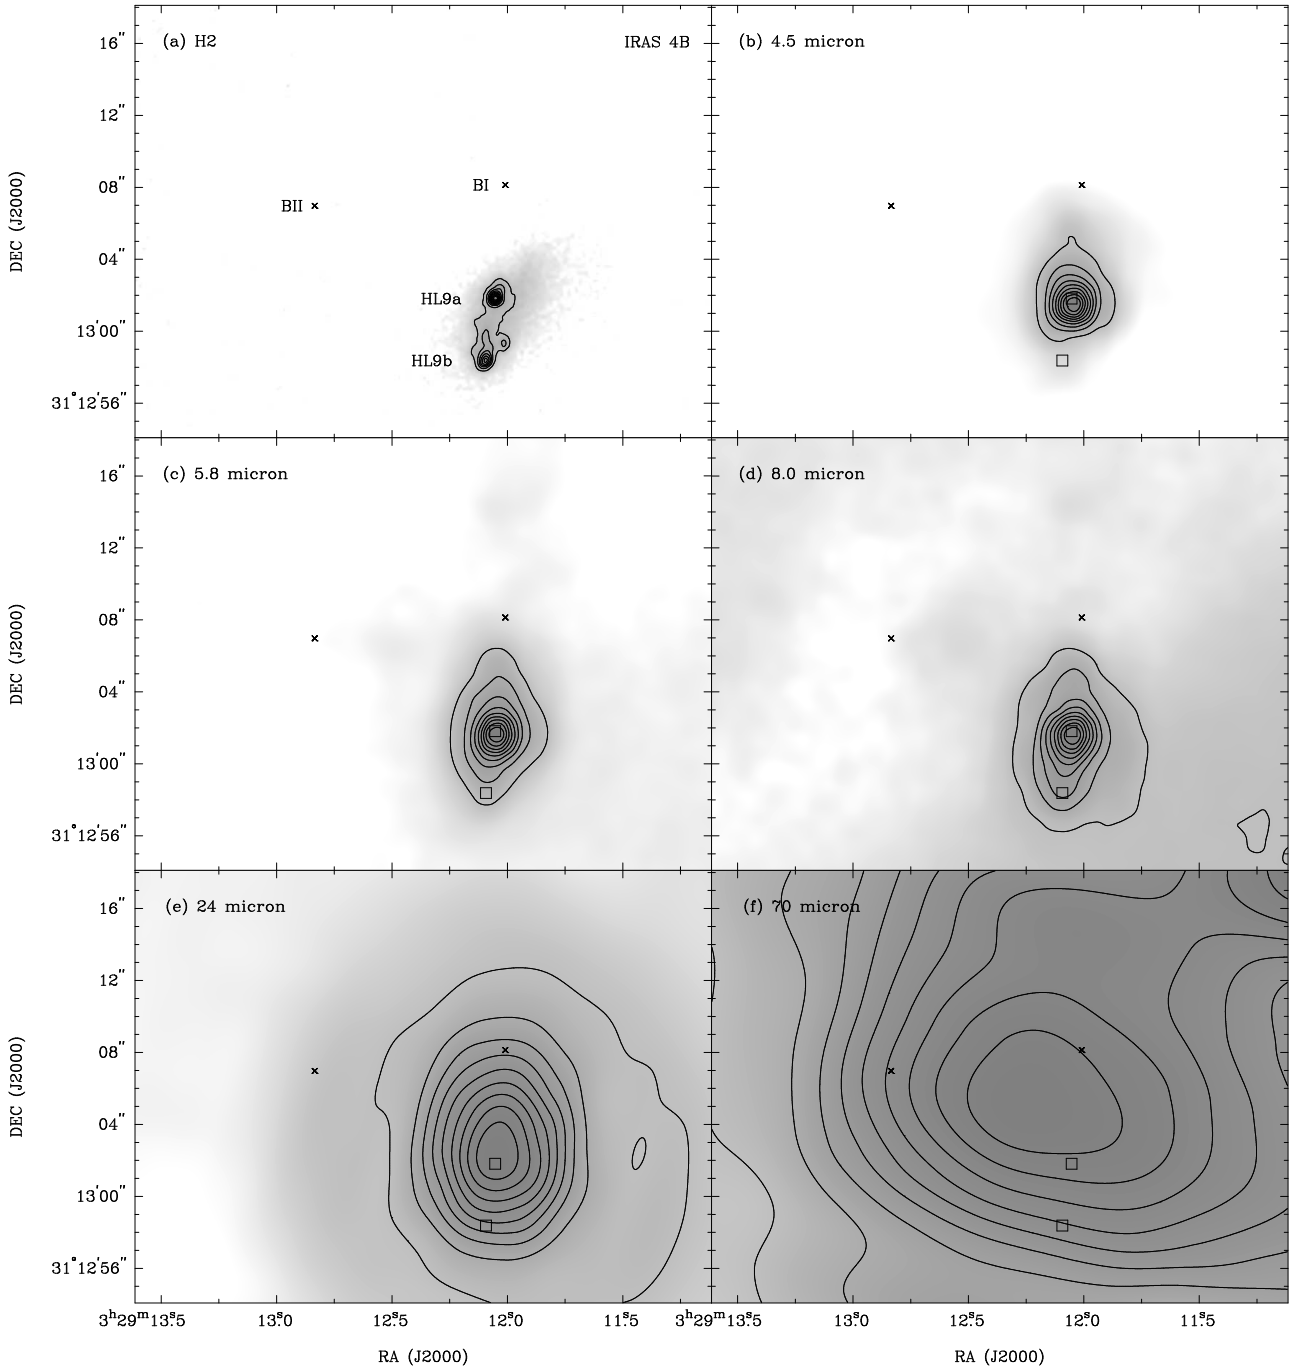 (a) H2
IRAS 4B
(b) 4.5 micron
16"
12"
08"
04"
13'00"
31°12'56"
DEC (J2000)
BI
BII
HL9a
HL9b
(c) 5.8 micron
(d) 8.0 micron
16"
12"
08"
04"
13'00"
31°12'56"
DEC (J2000)
(e) 24 micron
(f) 70 micron
16"
12"
08"
04"
13'00"
31°12'56"
DEC (J2000)
3h29m13s.5
13s.0
12s.5
12s.0
11s.5
3h29m13s.5
13s.0
12s.5
12s.0
11s.5
RA (J2000)
RA (J2000)